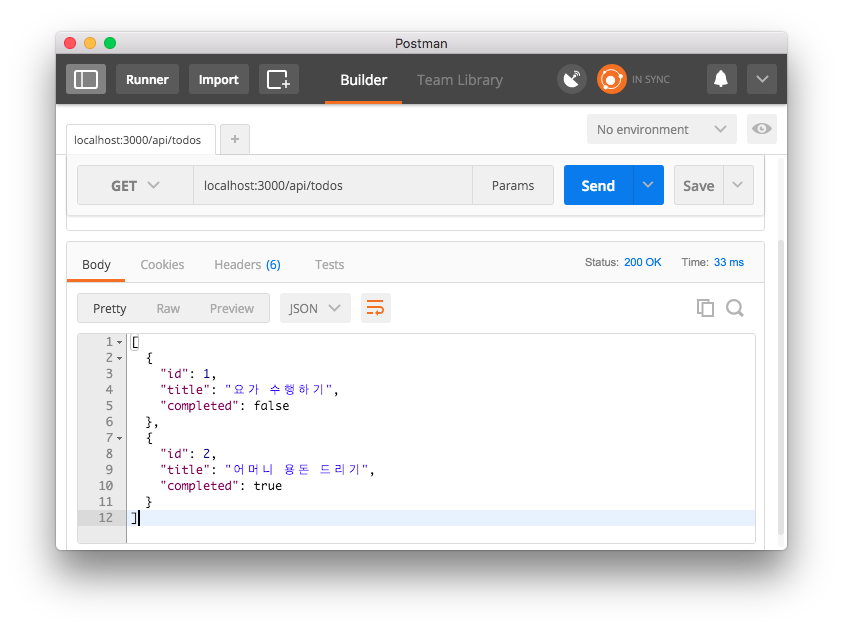 Postman
Runner Import Builder Team Library IN SYNC
localhost:3000/api/todos + No environment
GET localhost:3000/api/todos Params Send Save
Body Cookies Headers (6) Tests Status: 200 OK Time: 33 ms
Pretty Raw Preview JSON
1 [
2 {
3 "id": 1,
4 "title": "요가 수행하기",
5 "completed": false
6 },
7 {
8 "id": 2,
9 "title": "어머니 용돈 드리기",
10 "completed": true
11 }
12 ]